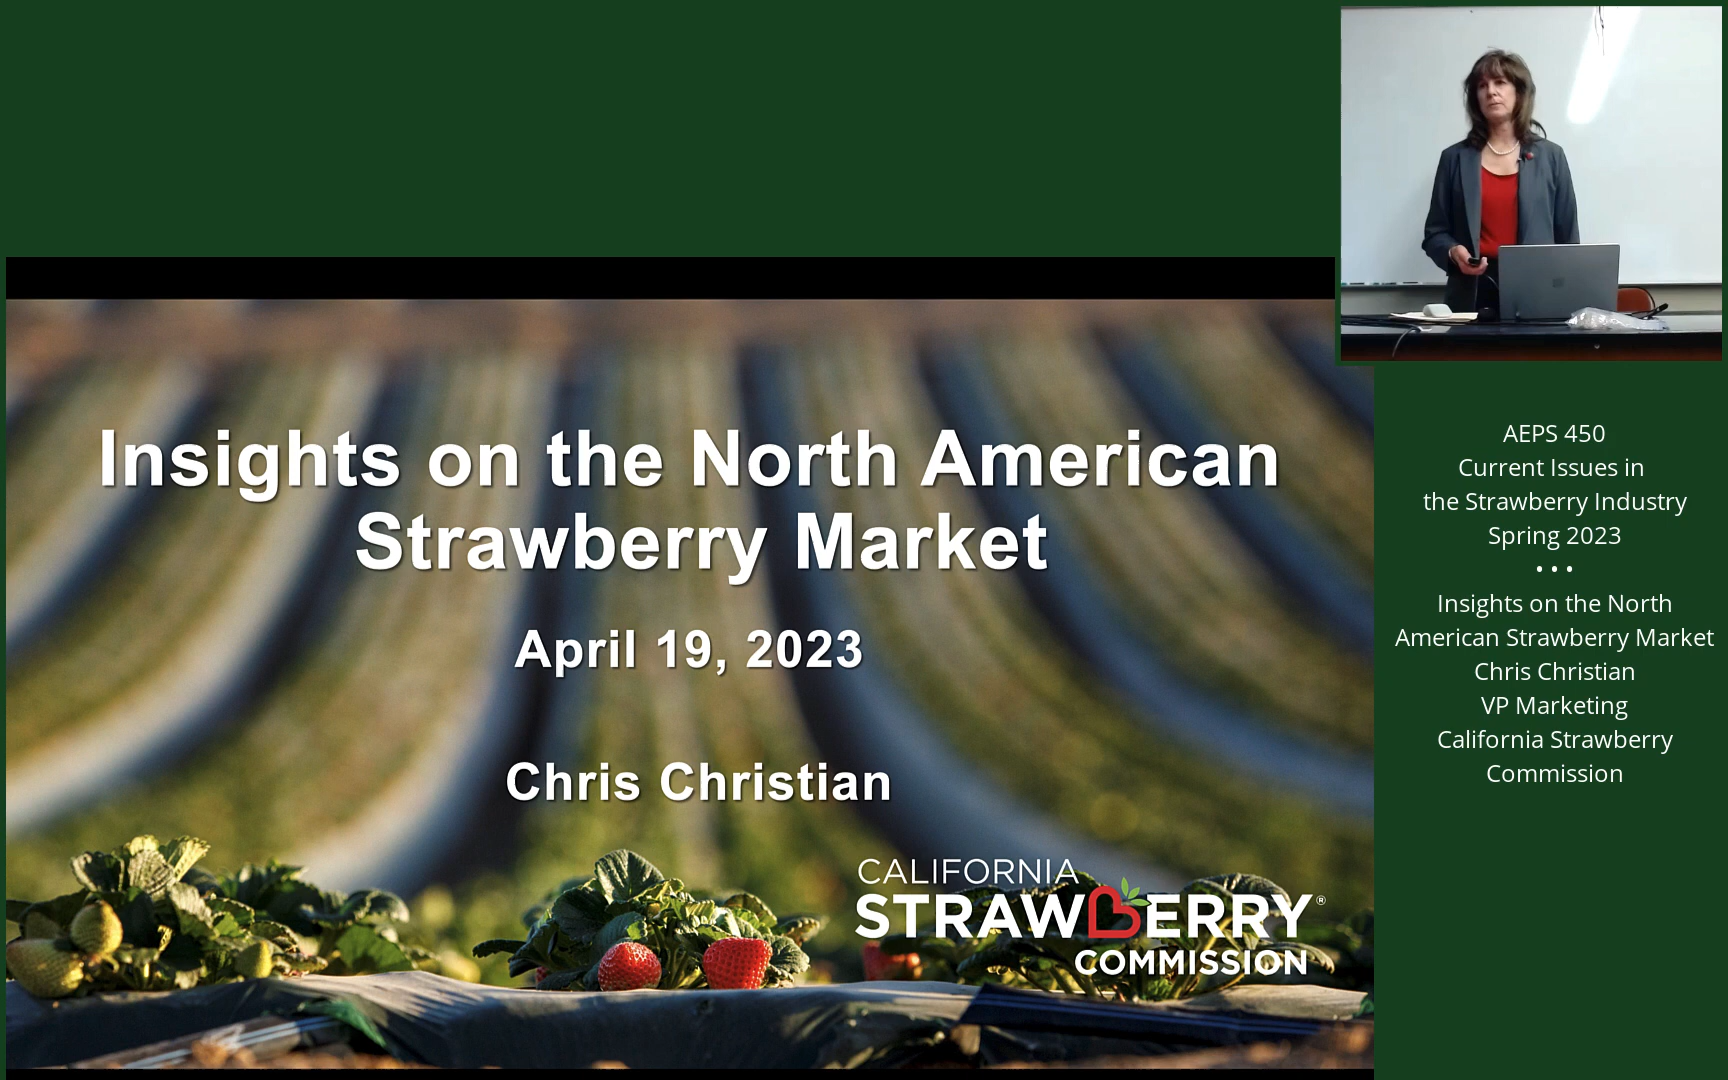 Insights on the North American
Strawberry Market
April 19, 2023
Chris Christian
CALIFORNIA
STRAWBERRY®
COMMISSION
AEPS 450
Current Issues in
the Strawberry Industry
Spring 2023
• • •
Insights on the North
American Strawberry Market
Chris Christian
VP Marketing
California Strawberry
Commission